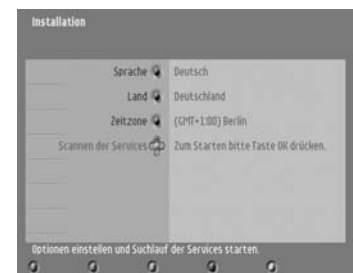 Installation
Sprache Deutsch
Land Deutschland
Zeitzone (GMT+1:00) Berlin
Scannen der Services Zum Starten bitte Taste OK drücken.
Optionen einstellen und Suchlauf der Services starten.